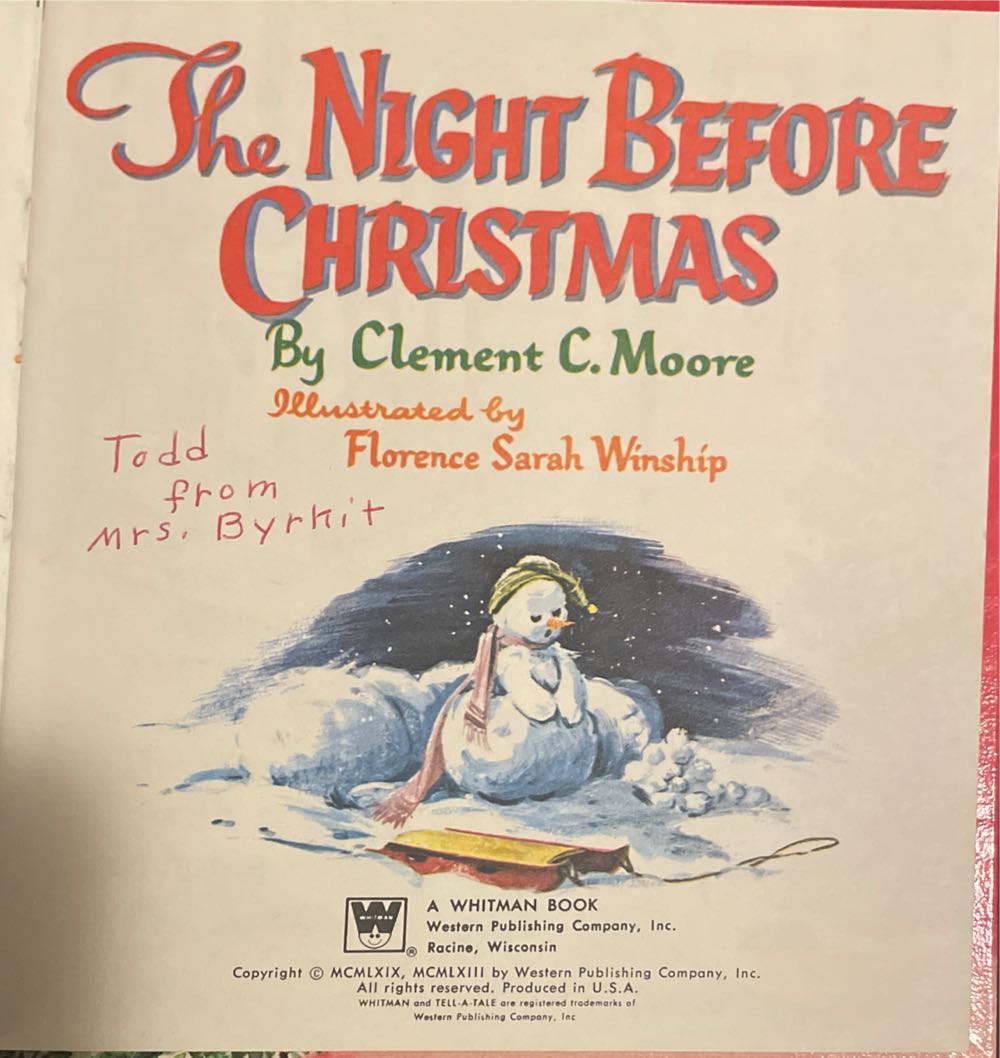 The NIGHT BEFORE
CHRISTMAS
By Clement C. Moore
Illustrated by
Florence Sarah Winship
Todd
from
Mrs. Byrkit
WHITMAN
®
A WHITMAN BOOK
Western Publishing Company, Inc.
Racine, Wisconsin
Copyright © MCMLXIX, MCMLXIII by Western Publishing Company, Inc.
All rights reserved. Produced in U.S.A.
WHITMAN and TELL-A-TALE are registered trademarks of
Western Publishing Company, Inc